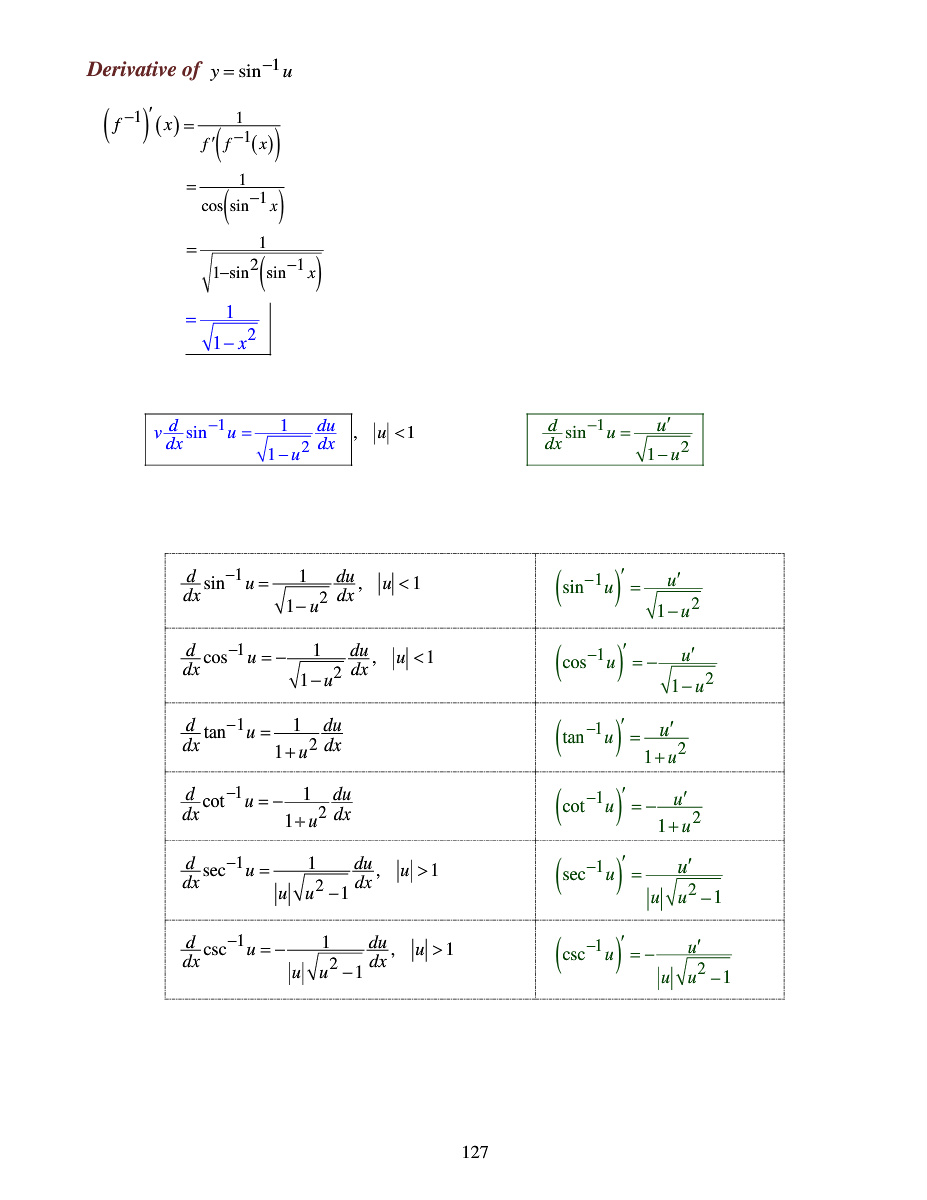 Derivative of y = sin⁻¹ u
(f⁻¹)′(x) = 1 / f′(f⁻¹(x))
= 1 / cos(sin⁻¹ x)
= 1 / √(1−sin²(sin⁻¹ x))
= 1 / √(1−x²)
v d/dx sin⁻¹ u = 1/√(1−u²) du/dx , |u| < 1 d/dx sin⁻¹ u = u′/√(1−u²)
d/dx sin⁻¹ u = 1/√(1−u²) du/dx, |u| < 1 (sin⁻¹ u)′ = u′/√(1−u²)
d/dx cos⁻¹ u = − 1/√(1−u²) du/dx, |u| < 1 (cos⁻¹ u)′ = − u′/√(1−u²)
d/dx tan⁻¹ u = 1/(1+u²) du/dx (tan⁻¹ u)′ = u′/(1+u²)
d/dx cot⁻¹ u = − 1/(1+u²) du/dx (cot⁻¹ u)′ = − u′/(1+u²)
d/dx sec⁻¹ u = 1/(|u|√(u²−1)) du/dx, |u| > 1 (sec⁻¹ u)′ = u′/(|u|√(u²−1))
d/dx csc⁻¹ u = − 1/(|u|√(u²−1)) du/dx, |u| > 1 (csc⁻¹ u)′ = − u′/(|u|√(u²−1))
127